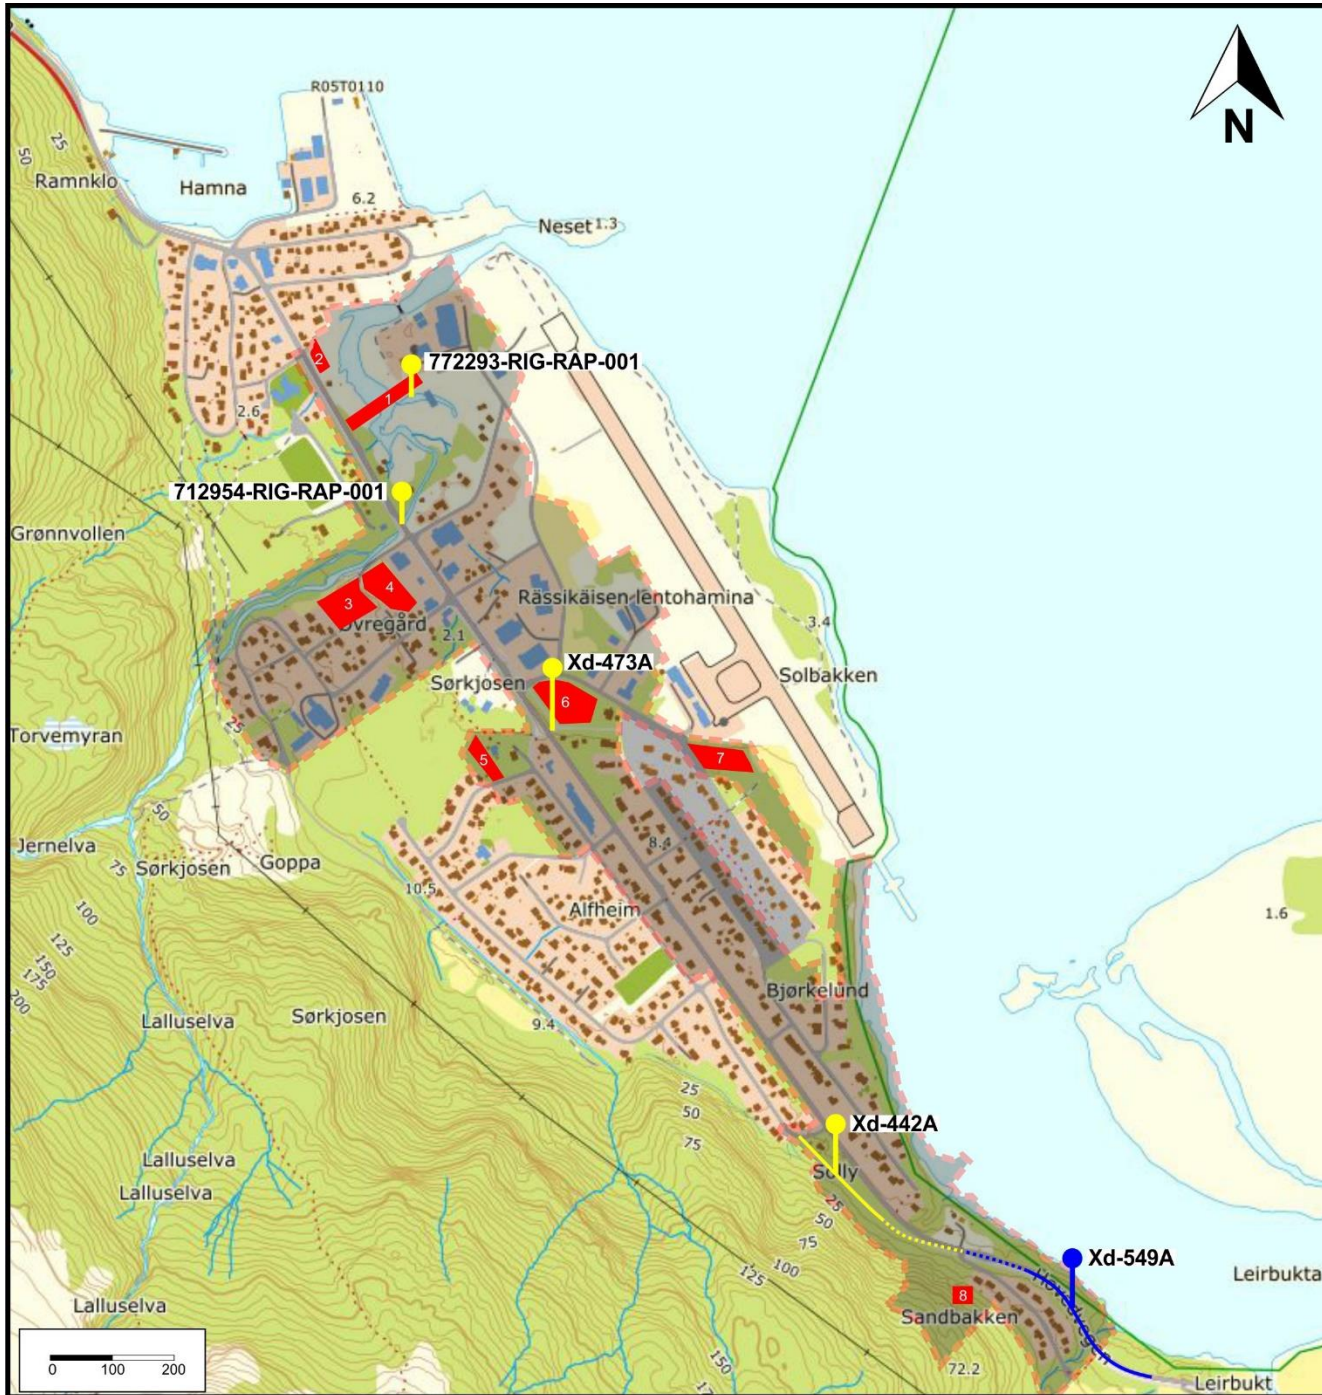 R05T0110
N
25
50
Ramnklo
Hamna
6.2
Neset
1.3
2
772293-RIG-RAP-001
1
2.6
712954-RIG-RAP-001
Grønnvollen
4
3
Rässikäisen lentohamina
3.4
Øvregård
2.1
Xd-473A
Solbakken
Sørkjosen
6
25
Torvemyran
5
7
50
8.4
Jernelva
75
Sørkjosen
Goppa
10.5
100
Alfheim
1.6
125
150
175
200
Bjørkelund
Lalluselva
Sørkjosen
9.4
25
50
Xd-442A
75
Lalluselva
Solly
Lalluselva
25
50
75
Xd-549A
100
125
Leirbukta
Hovedvegen
8
Lalluselva
Sandbakken
150
72.2
175
Leirbukt
0 100 200